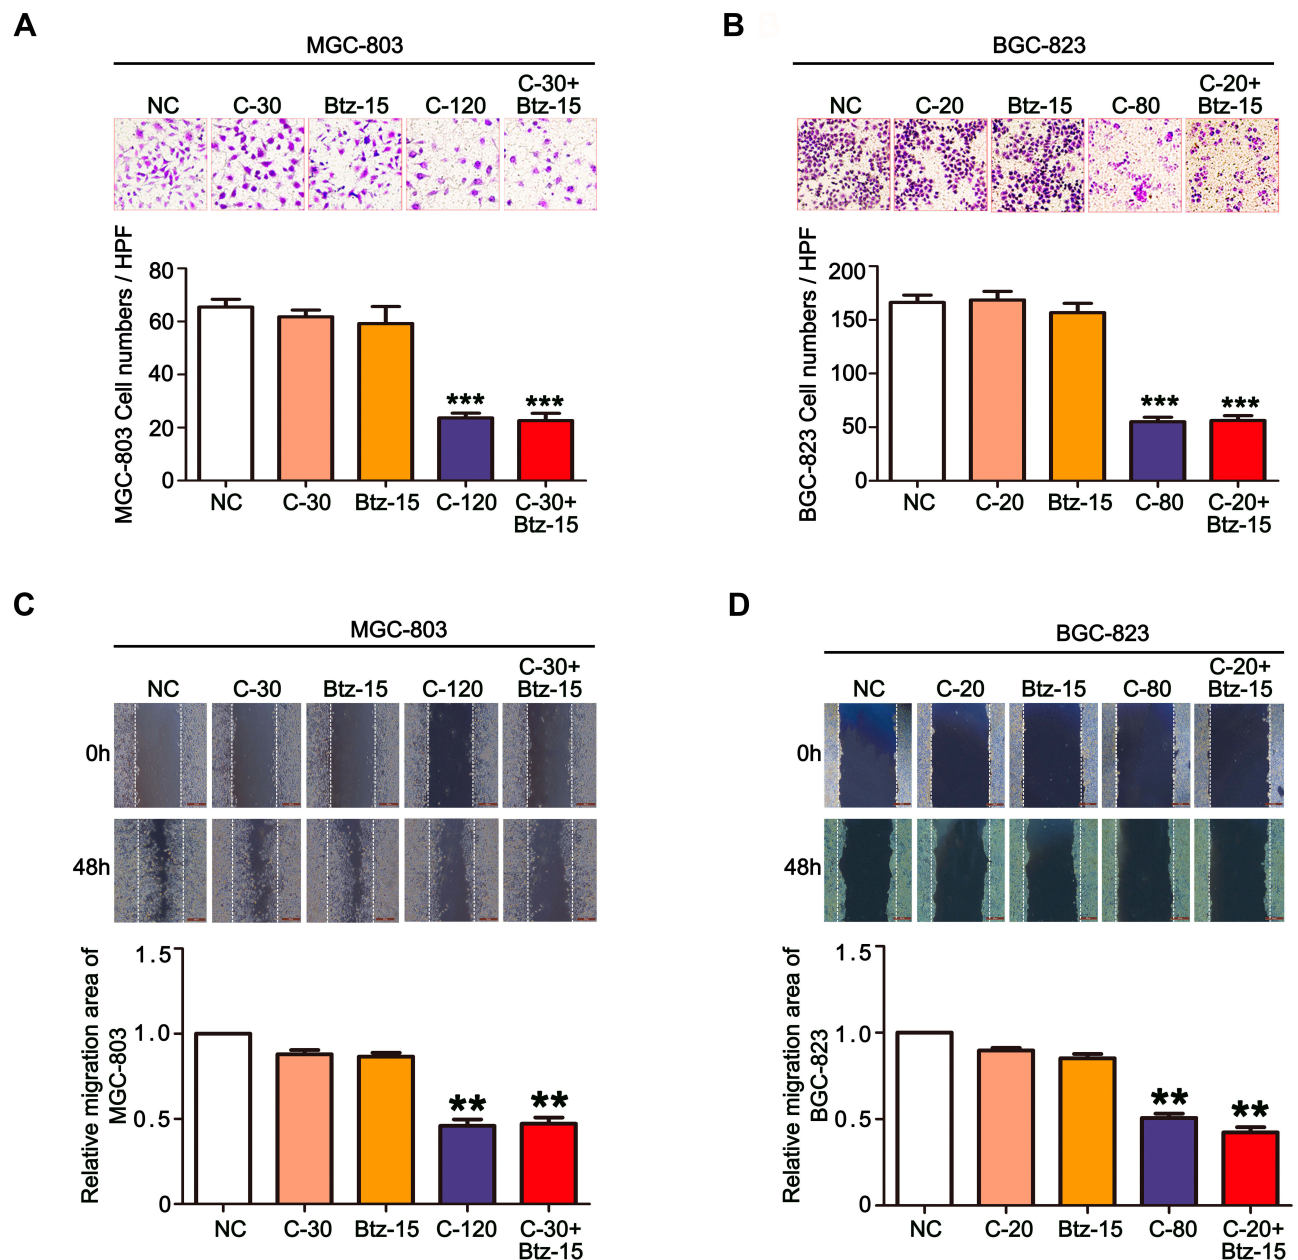 A
MGC-803
NC C-30 Btz-15 C-120 C-30+
Btz-15
MGC-803 Cell numbers / HPF
80
60
40
20
0
*** ***
NC C-30 Btz-15 C-120 C-30+
Btz-15
B
BGC-823
NC C-20 Btz-15 C-80 C-20+
Btz-15
BGC-823 Cell numbers / HPF
200
150
100
50
0
*** ***
NC C-20 Btz-15 C-80 C-20+
Btz-15
C
MGC-803
NC C-30 Btz-15 C-120 C-30+
Btz-15
0h
48h
Relative migration area of
MGC-803
1.5
1.0
0.5
0
** **
NC C-30 Btz-15 C-120 C-30+
Btz-15
D
BGC-823
NC C-20 Btz-15 C-80 C-20+
Btz-15
0h
48h
Relative migration area of
BGC-823
1.5
1.0
0.5
0
** **
NC C-20 Btz-15 C-80 C-20+
Btz-15